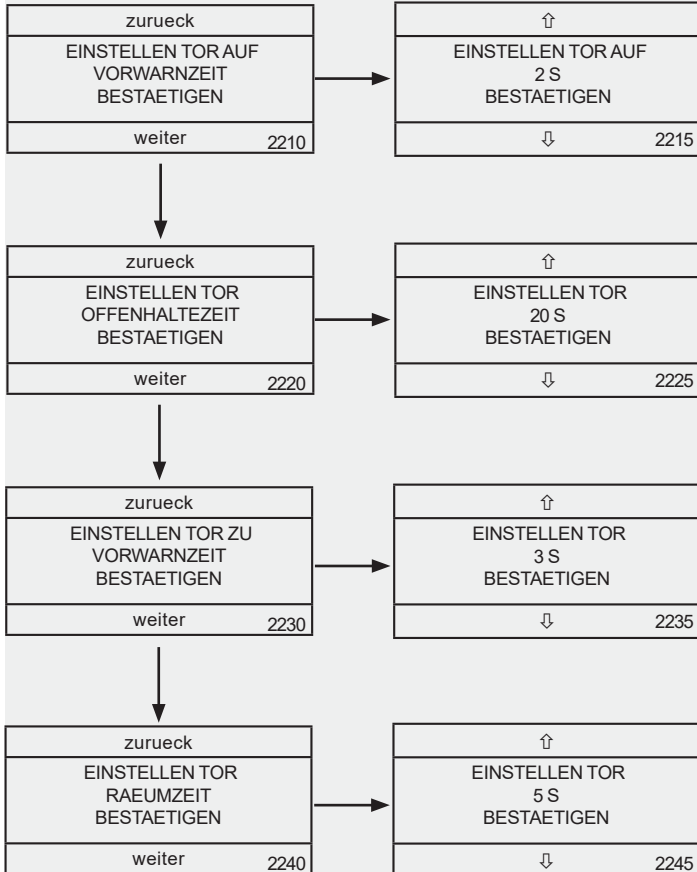 zurueck
EINSTELLEN TOR AUF
VORWARNZEIT
BESTAETIGEN
weiter 2210
⇧
EINSTELLEN TOR AUF
2 S
BESTAETIGEN
⇩ 2215
zurueck
EINSTELLEN TOR
OFFENHALTEZEIT
BESTAETIGEN
weiter 2220
⇧
EINSTELLEN TOR
20 S
BESTAETIGEN
⇩ 2225
zurueck
EINSTELLEN TOR ZU
VORWARNZEIT
BESTAETIGEN
weiter 2230
⇧
EINSTELLEN TOR
3 S
BESTAETIGEN
⇩ 2235
zurueck
EINSTELLEN TOR
RAEUMZEIT
BESTAETIGEN
weiter 2240
⇧
EINSTELLEN TOR
5 S
BESTAETIGEN
⇩ 2245